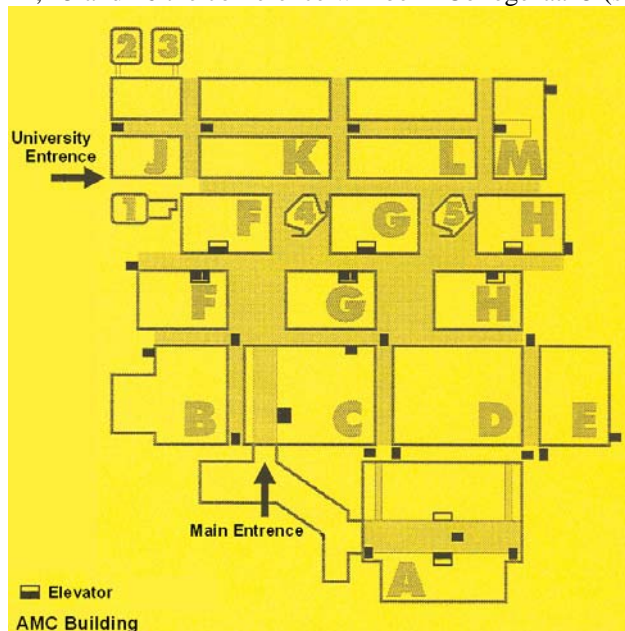 2 3
University
Entrence
J K L M
1 F 4 G 5 H
F G H
B C D E
Main Entrence
A
Elevator
AMC Building